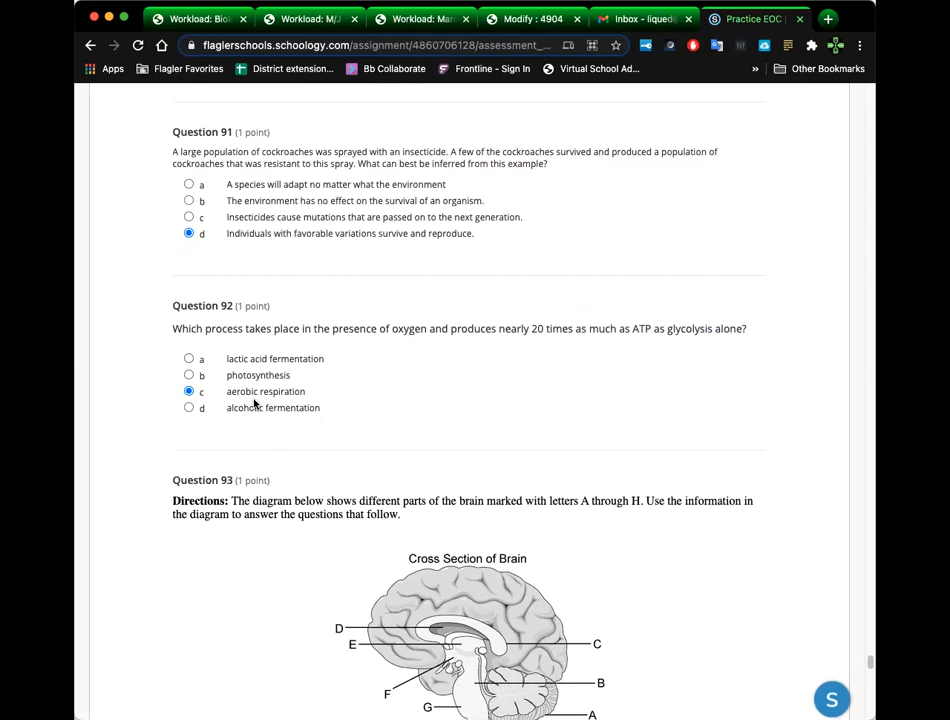 Workload: Biol
Workload: M/J
Workload: Mar
Modify : 4904
Inbox - liqued
Practice EOC |
flaglerschools.schoology.com/assignment/4860706128/assessment_...
Apps
Flagler Favorites
District extension...
Bb Collaborate
Frontline - Sign In
Virtual School Ad...
»
Other Bookmarks
Question 91 (1 point)
A large population of cockroaches was sprayed with an insecticide. A few of the cockroaches survived and produced a population of
cockroaches that was resistant to this spray. What can best be inferred from this example?
a A species will adapt no matter what the environment
b The environment has no effect on the survival of an organism.
c Insecticides cause mutations that are passed on to the next generation.
d Individuals with favorable variations survive and reproduce.
Question 92 (1 point)
Which process takes place in the presence of oxygen and produces nearly 20 times as much as ATP as glycolysis alone?
a lactic acid fermentation
b photosynthesis
c aerobic respiration
d alcoholic fermentation
Question 93 (1 point)
Directions: The diagram below shows different parts of the brain marked with letters A through H. Use the information in
the diagram to answer the questions that follow.
Cross Section of Brain
D
E
C
F
B
G
A
S